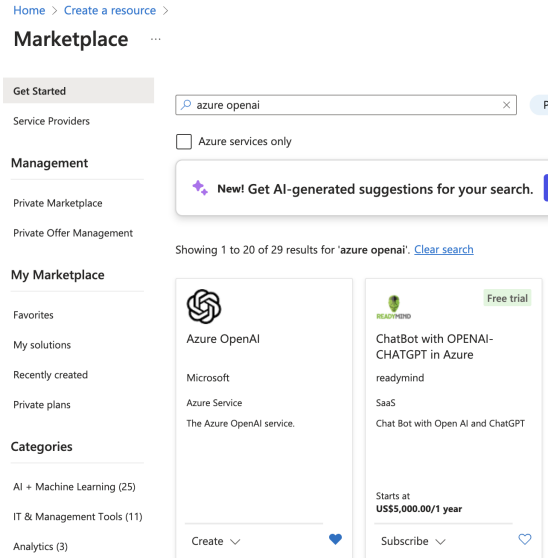 Home > Create a resource >
Marketplace ...
Get Started
Service Providers
Management
Private Marketplace
Private Offer Management
My Marketplace
Favorites
My solutions
Recently created
Private plans
Categories
AI + Machine Learning (25)
IT & Management Tools (11)
Analytics (3)
azure openai
P
Azure services only
New! Get AI-generated suggestions for your search.
Showing 1 to 20 of 29 results for 'azure openai'. Clear search
Azure OpenAI
Microsoft
Azure Service
The Azure OpenAI service.
Create
Free trial
READYMIND
ChatBot with OPENAI-
CHATGPT in Azure
readymind
SaaS
Chat Bot with Open AI and ChatGPT
Starts at
US$5,000.00/1 year
Subscribe